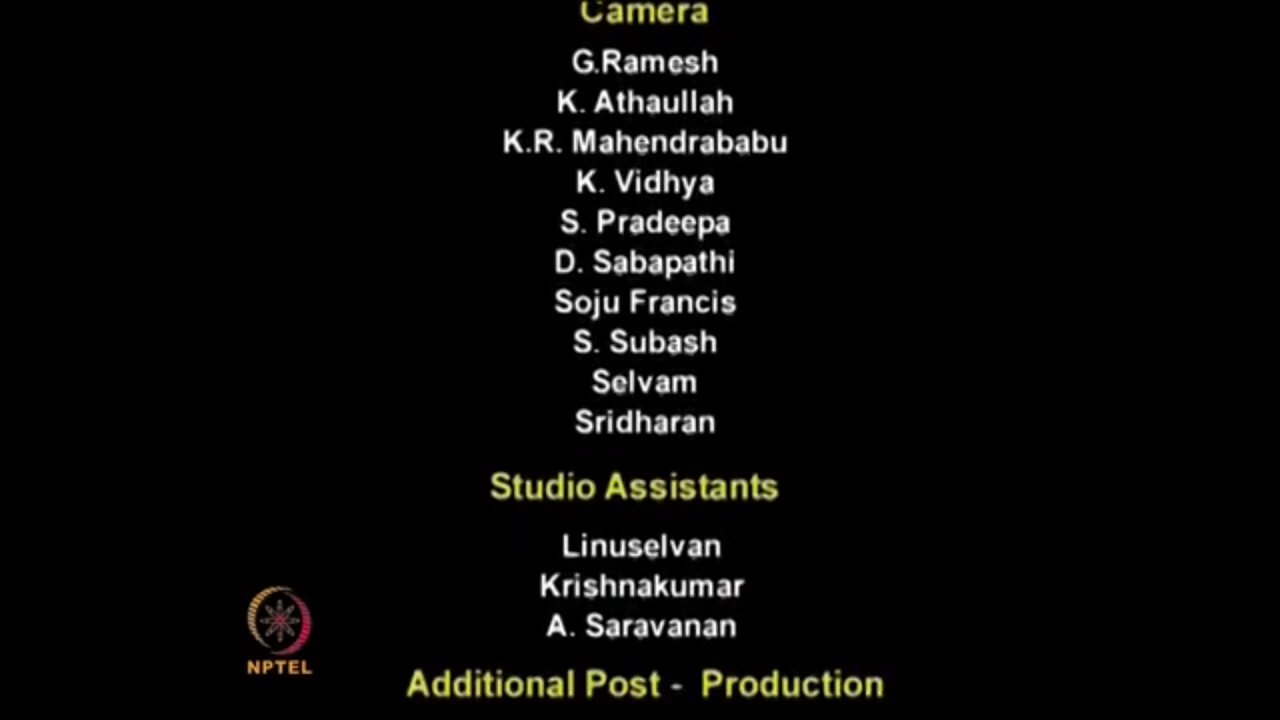 Camera
G.Ramesh
K. Athaullah
K.R. Mahendrababu
K. Vidhya
S. Pradeepa
D. Sabapathi
Soju Francis
S. Subash
Selvam
Sridharan
Studio Assistants
Linuselvan
Krishnakumar
A. Saravanan
NPTEL
Additional Post - Production